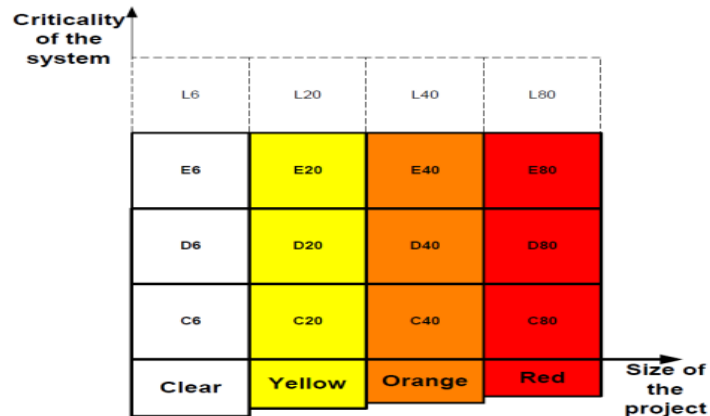 Criticality
of the
system
L6 L20 L40 L80
E6 E20 E40 E80
D6 D20 D40 D80
C6 C20 C40 C80
Clear Yellow Orange Red
Size of
the
project